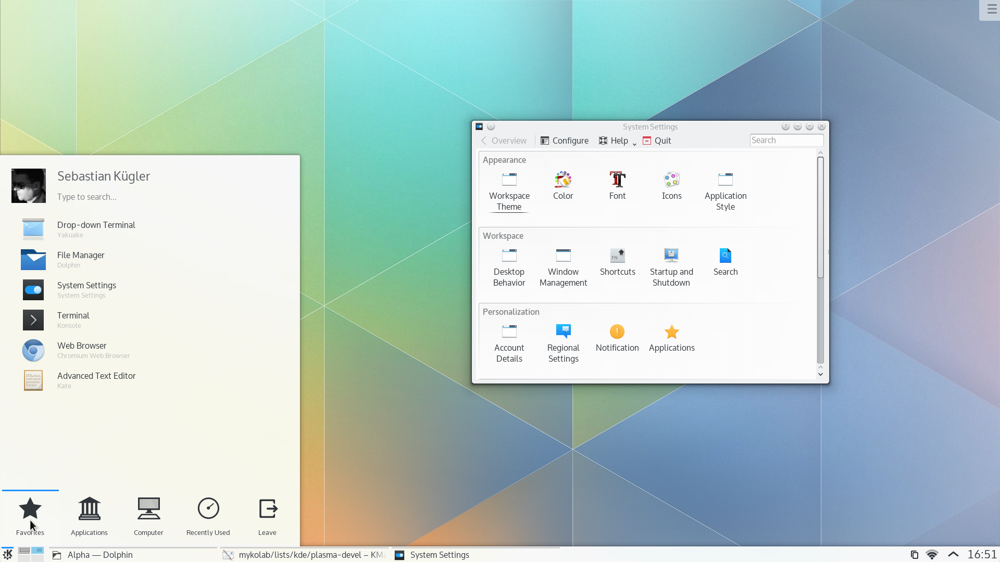 System Settings
Overview
Configure
Help
Quit
Search
Appearance
Workspace
Theme
Color
Font
Icons
Application
Style
Workspace
Desktop
Behavior
Window
Management
FN
Shortcuts
Startup and
Shutdown
Search
Personalization
Account
Details
Regional
Settings
Notification
Applications
Sebastian Kügler
Type to search...
Drop-down Terminal
Yakuake
File Manager
Dolphin
System Settings
System Settings
Terminal
Konsole
Web Browser
Chromium Web Browser
Advanced Text Editor
Kate
Favorites
Applications
Computer
Recently Used
Leave
Alpha — Dolphin
mykolab/lists/kde/plasma-devel – KMa
System Settings
16:51